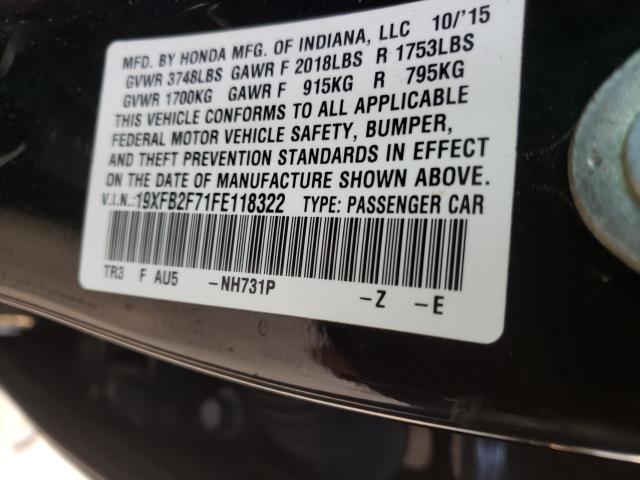 MFD. BY HONDA MFG. OF INDIANA, LLC 10/'15
GVWR 3748LBS GAWR F 2018LBS R 1753LBS
GVWR 1700KG GAWR F 915KG R 795KG
THIS VEHICLE CONFORMS TO ALL APPLICABLE
FEDERAL MOTOR VEHICLE SAFETY, BUMPER,
AND THEFT PREVENTION STANDARDS IN EFFECT
ON THE DATE OF MANUFACTURE SHOWN ABOVE.
V.I.N.:19XFB2F71FE118322 TYPE: PASSENGER CAR
TR3 F AU5 -NH731P -Z -E